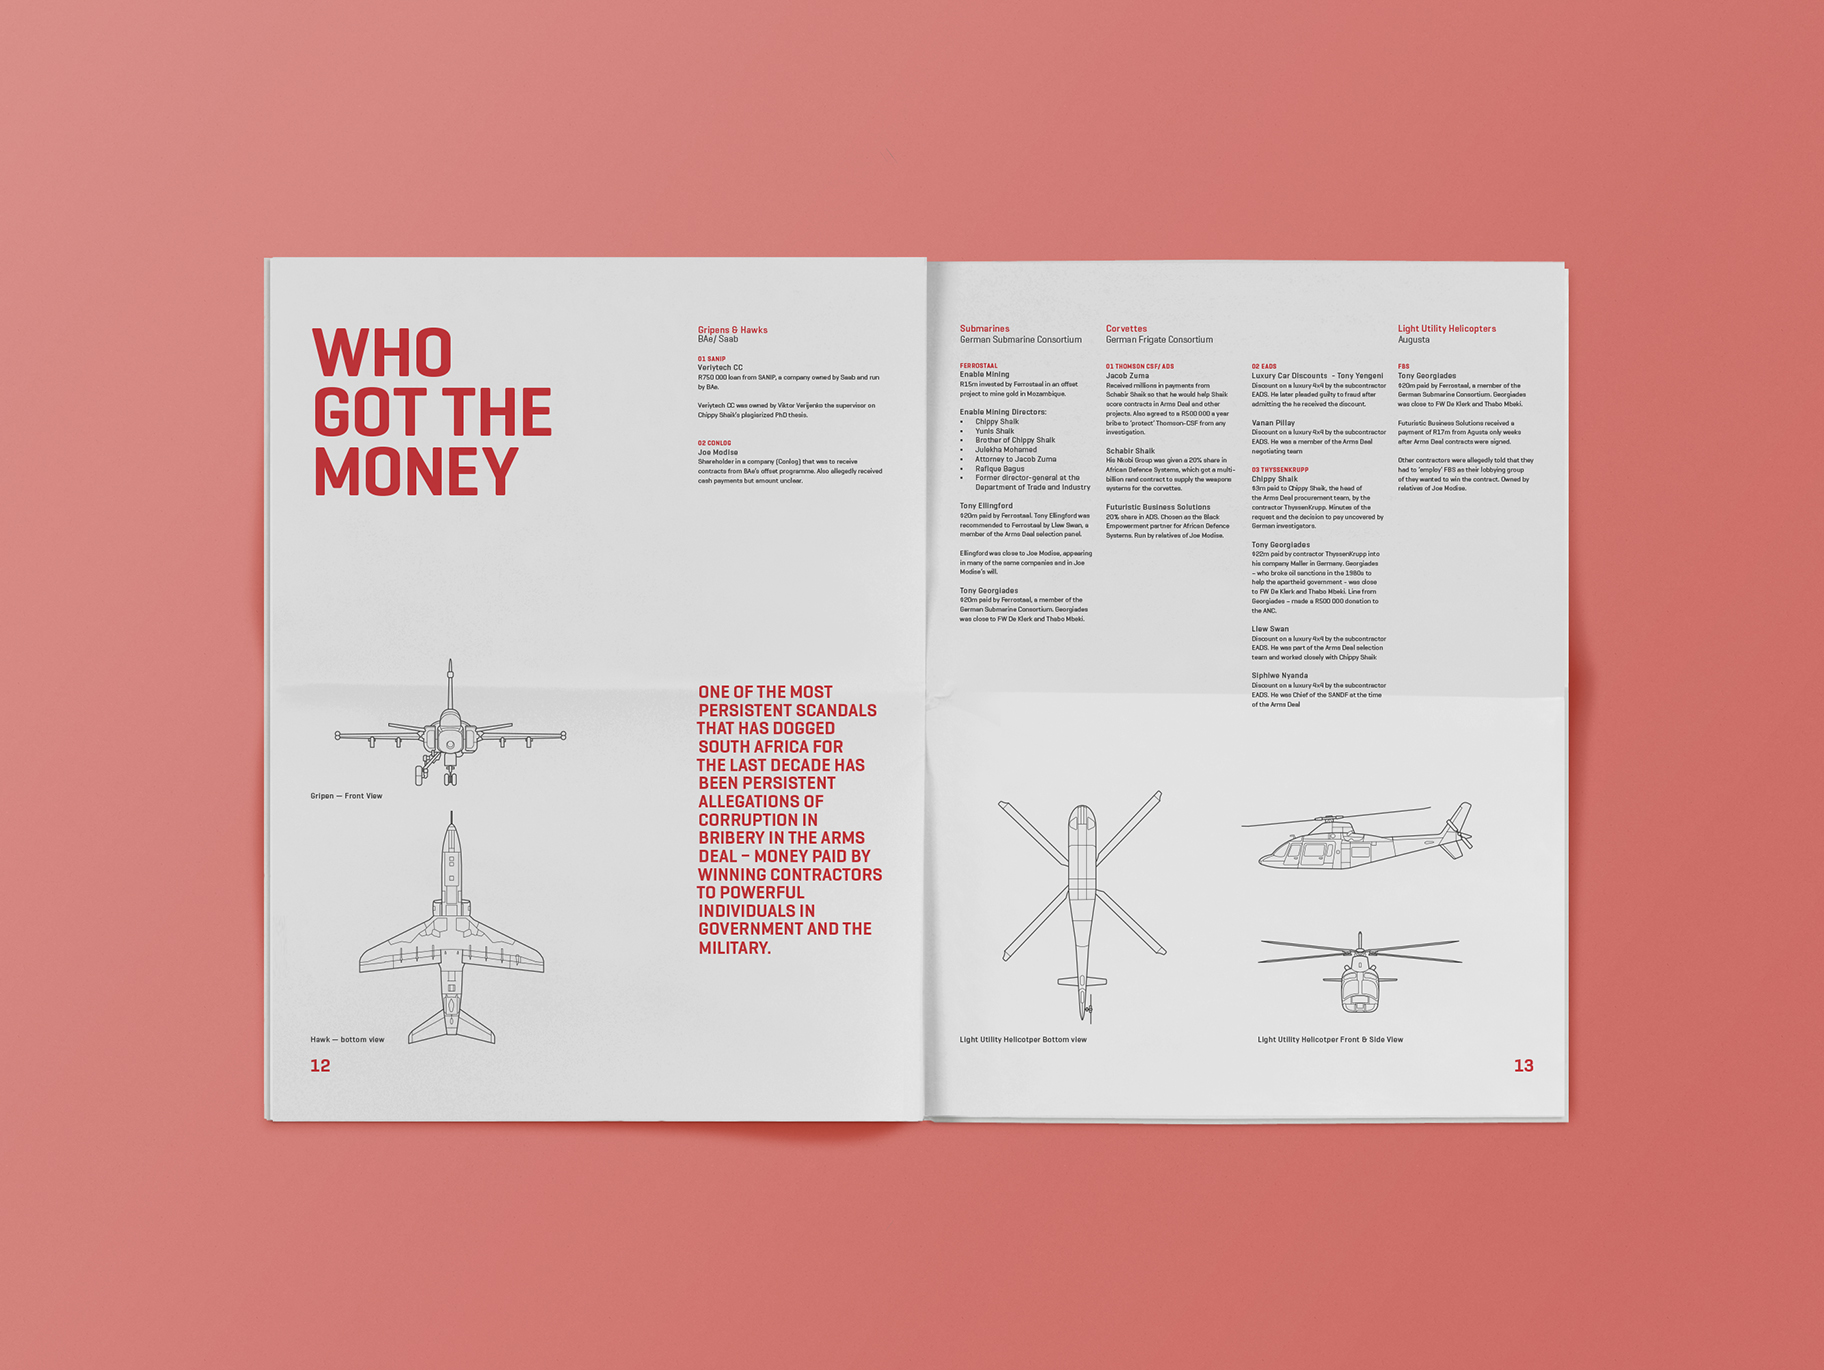 WHO
GOT THE
MONEY
Gripens & Hawks
BAe/ Saab
01 SANIP
Veriytech CC
R750 000 loan from SANIP, a company owned by Saab and run
by BAe.
Veriytech CC was owned by Viktor Verijenko the supervisor on
Chippy Shaik's plagiarized PhD thesis.
02 CONLOG
Joe Modise
Shareholder in a company (Conlog) that was to receive
contracts from BAe's offset programme. Also allegedly received
cash payments but amount unclear.
ONE OF THE MOST
PERSISTENT SCANDALS
THAT HAS DOGGED
SOUTH AFRICA FOR
THE LAST DECADE HAS
BEEN PERSISTENT
ALLEGATIONS OF
CORRUPTION IN
BRIBERY IN THE ARMS
DEAL – MONEY PAID BY
WINNING CONTRACTORS
TO POWERFUL
INDIVIDUALS IN
GOVERNMENT AND THE
MILITARY.
Gripen — Front View
Hawk — bottom view
12
Submarines
German Submarine Consortium
FERROSTAAL
Enable Mining
R15m invested by Ferrostaal in an offset
project to mine gold in Mozambique.
Enable Mining Directors:
• Chippy Shaik
• Yunis Shaik
• Brother of Chippy Shaik
• Julekha Mohamed
• Attorney to Jacob Zuma
• Rafique Bagus
• Former director-general at the
Department of Trade and Industry
Tony Ellingford
$20m paid by Ferrostaal. Tony Ellingford was
recommended to Ferrostaal by Llew Swan, a
member of the Arms Deal selection panel.
Ellingford was close to Joe Modise, appearing
in many of the same companies and in Joe
Modise's will.
Tony Georgiades
$20m paid by Ferrostael, a member of the
German Submarine Consortium. Georgiades
was close to FW De Klerk and Thabo Mbeki.
Corvettes
German Frigate Consortium
01 THOMSON CSF/ ADS
Jacob Zuma
Received millions in payments from
Schabir Shaik so that he would help Shaik
score contracts in Arms Deal and other
projects. Also agreed to a R500 000 a year
bribe to 'protect' Thomson-CSF from any
investigation.
Schabir Shaik
His Nkobi Group was given a 20% share in
African Defence Systems, which got a multi-
billion rand contract to supply the weapons
systems for the corvettes.
Futuristic Business Solutions
20% share in ADS. Chosen as the Black
Empowerment partner for African Defence
Systems. Run by relatives of Joe Modise.
02 EADS
Luxury Car Discounts - Tony Yengeni
Discount on a luxury 4x4 by the subcontractor
EADS. He later pleaded guilty to fraud after
admitting the he received the discount.
Vanan Pillay
Discount on a luxury 4x4 by the subcontractor
EADS. He was a member of the Arms Deal
negotiating team
03 THYSSENKRUPP
Chippy Shaik
$3m paid to Chippy Shaik, the head of
the Arms Deal procurement team, by the
contractor ThyssenKrupp. Minutes of the
request and the decision to pay uncovered by
German investigators.
Tony Georgiades
$22m paid by contractor ThyssenKrupp into
his company Mallar in Germany. Georgiades
– who broke oil sanctions in the 1980s to
help the apartheid government – was close
to FW De Klerk and Thabo Mbeki. Line from
Georgiades – made a R500 000 donation to
the ANC.
Llew Swan
Discount on a luxury 4x4 by the subcontractor
EADS. He was part of the Arms Deal selection
team and worked closely with Chippy Shaik
Siphiwe Nyanda
Discount on a luxury 4x4 by the subcontractor
EADS. He was Chief of the SANDF at the time
of the Arms Deal
Light Utility Helicopters
Augusta
FBS
Tony Georgiades
$20m paid by Ferrostael, a member of the
German Submarine Consortium. Georgiades
was close to FW De Klerk and Thabo Mbeki.
Futuristic Business Solutions received a
payment of R17m from Agusta only weeks
after Arms Deal contracts were signed.
Other contractors were allegedly told that they
had to 'employ' FBS as their lobbying group
of they wanted to win the contract. Owned by
relatives of Joe Modise.
Light Utility Helicotper Bottom view
Light Utility Helicotper Front & Side View
13